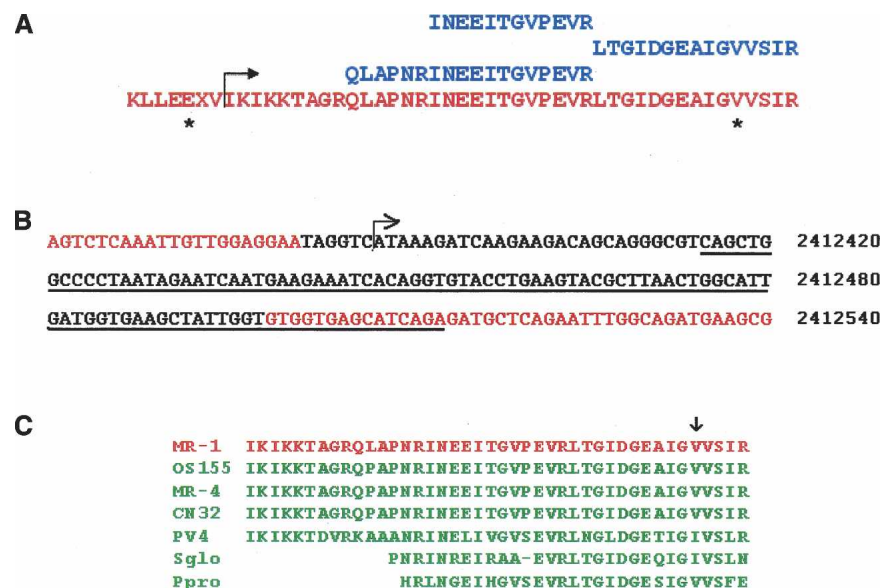 A
INEEITGVPEVR
LTGIDGEAIGVVSIR
QLAPNRINEEITGVPEVR
KLLEEXVIKIKKTAGRQLAPNRINEEITGVPEVRLTGIDGEAIGVVSIR
* *
B
AGTCTCAAATTGTTGGAGGAATAGGTCATAAAGATCAAGAAGACAGCAGGGCGTCAGCTG 2412420
GCCCCTAATAGAATCAATGAAGAAATCACAGGTGTACCTGAAGTACGCTTAACTGGCATT 2412480
GATGGTGAAGCTATTGGTGTGGTGAGCATCAGAGATGCTCAGAATTTGGCAGATGAAGCG 2412540
C
MR-1 IKIKKTAGRQLAPNRINEEITGVPEVRLTGIDGEAIGVVSIR
OS155 IKIKKTAGRQPAPNRINEEITGVPEVRLTGIDGEAIGVVSIR
MR-4 IKIKKTAGRQPAPNRINEEITGVPEVRLTGIDGEAIGVVSIR
CN32 IKIKKTAGRQPAPNRINEEITGVPEVRLTGIDGEAIGVVSIR
PV4 IKIKKTDVRKAAANRINELIVGVSEVRLNGLDGETIGIVSLR
Sglo PNRINREIRAA-EVRLTGIDGEQIGIVSLN
Ppro HRLNGEIHGVSEVRLTGIDGESIGVVSFE